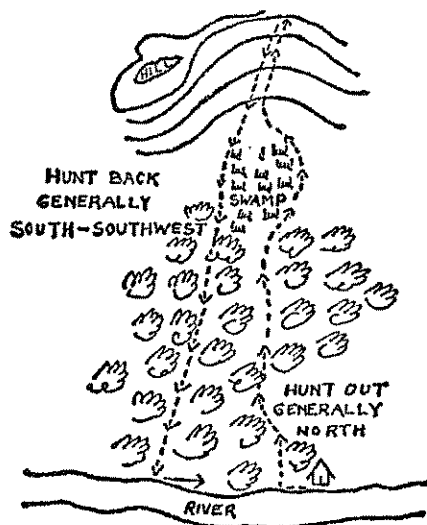 HILL
HUNT BACK
GENERALLY
SOUTH-SOUTHWEST
SWAMP
HUNT OUT
GENERALLY
NORTH
RIVER